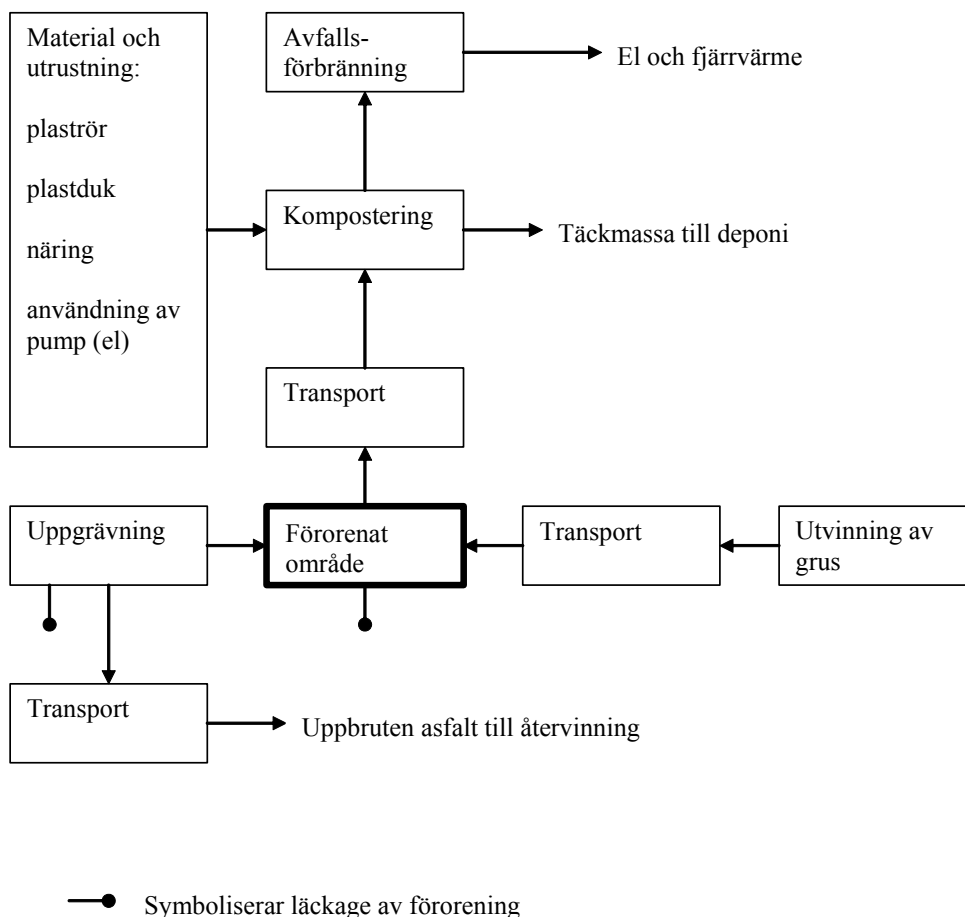 Material och
utrustning:
plaströr
plastduk
näring
användning av
pump (el)
Avfalls-
förbränning
El och fjärrvärme
Kompostering
Täckmassa till deponi
Transport
Uppgrävning
Förorenat
område
Transport
Utvinning av
grus
Transport
Uppbruten asfalt till återvinning
Symboliserar läckage av förorening